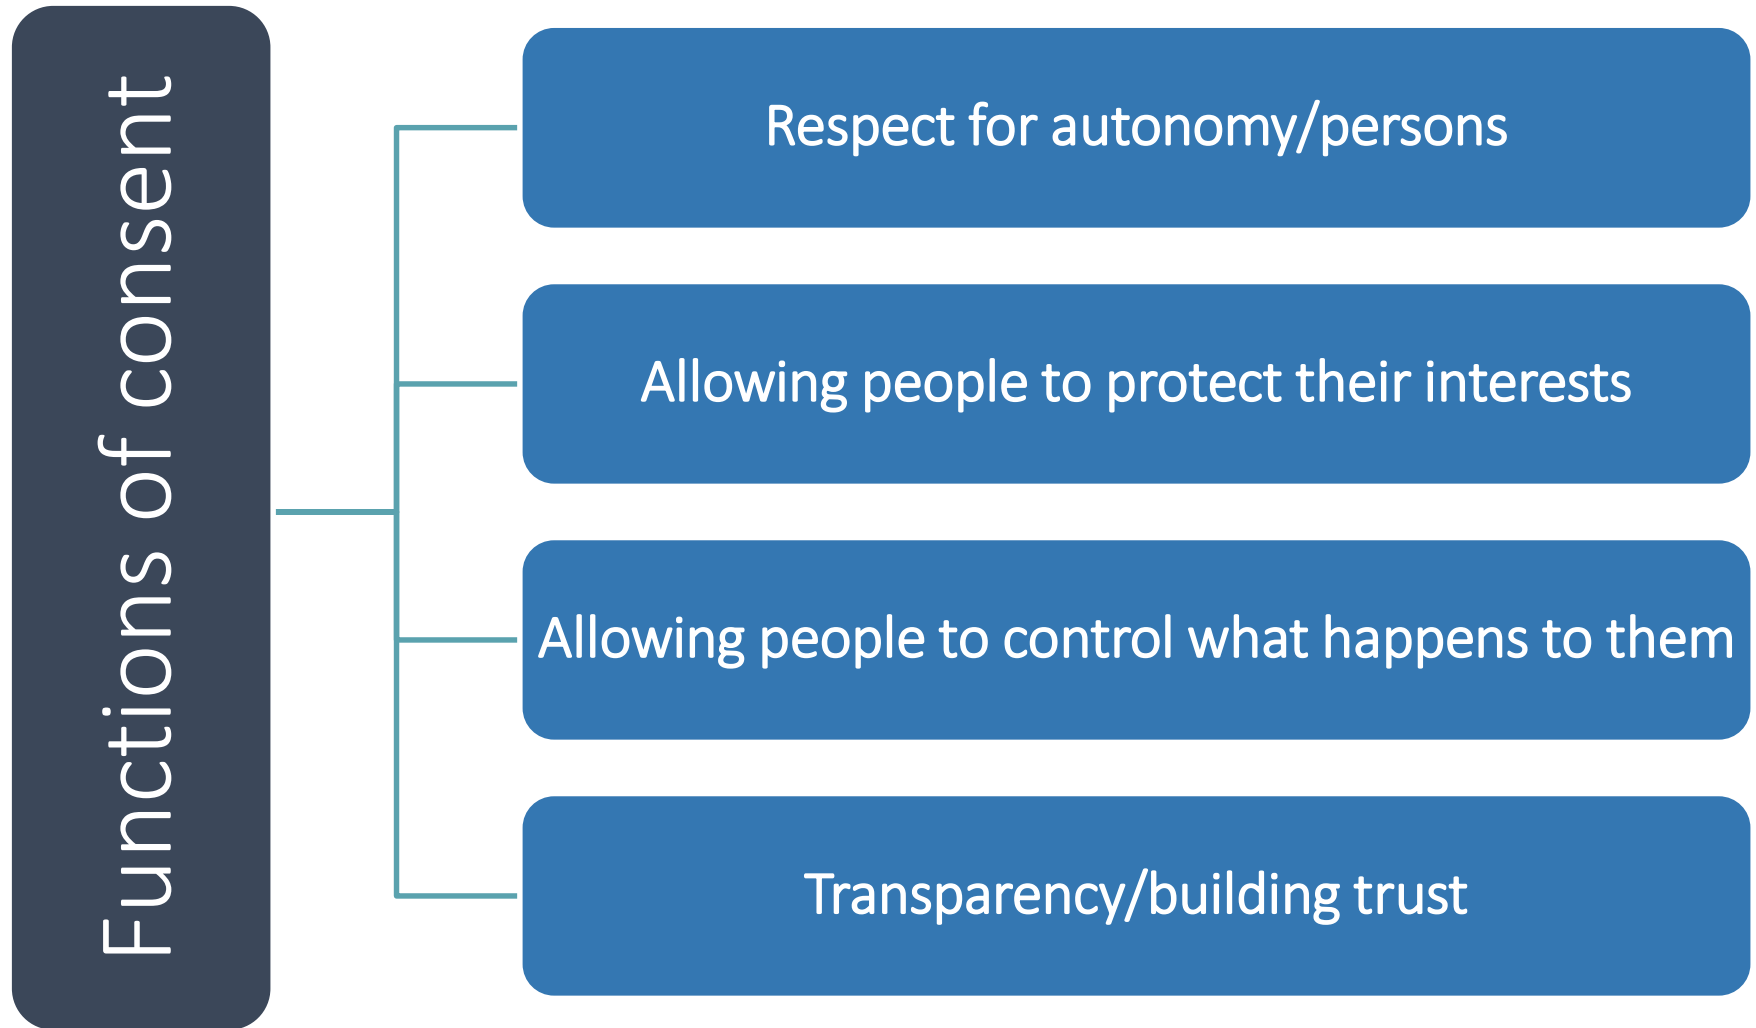 Functions of consent
Respect for autonomy/persons
Allowing people to protect their interests
Allowing people to control what happens to them
Transparency/building trust